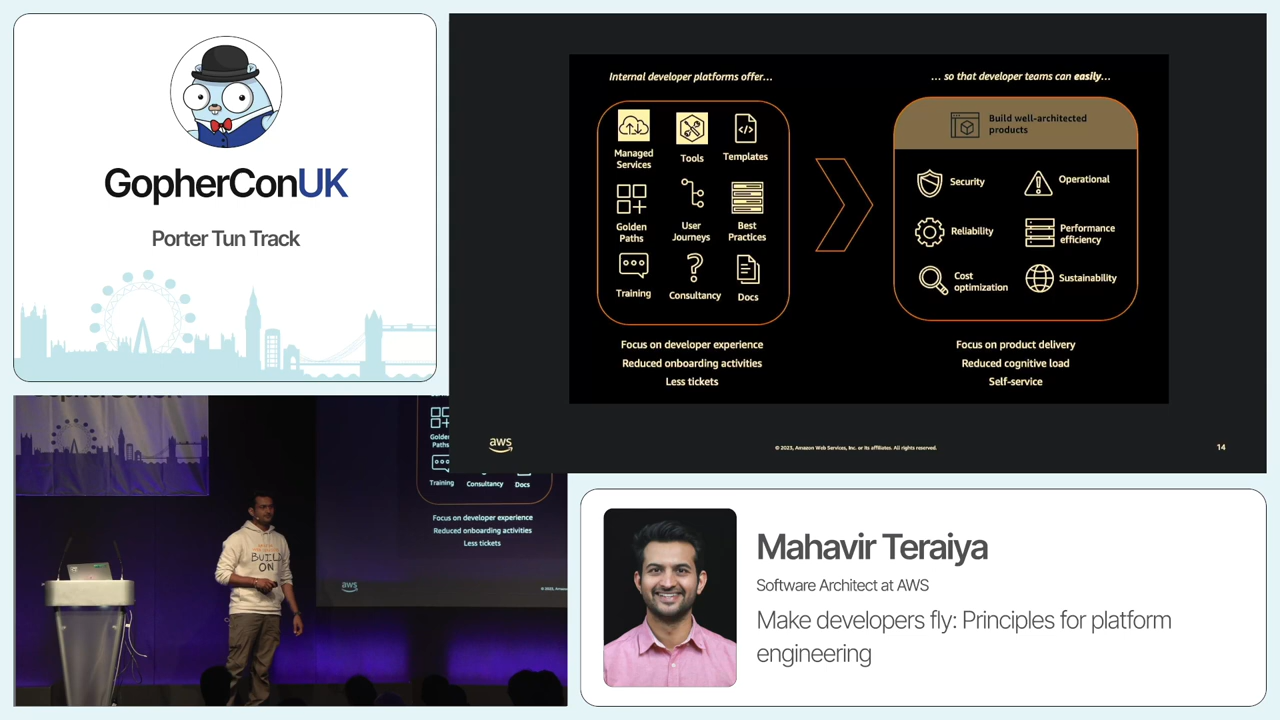 GopherConUK
Porter Tun Track
Internal developer platforms offer...
Managed
Services
Tools
Templates
Golden
Paths
User
Journeys
Best
Practices
Training
Consultancy
Docs
Focus on developer experience
Reduced onboarding activities
Less tickets
... so that developer teams can easily...
Build well-architected
products
Security
Operational
Reliability
Performance
efficiency
Cost
optimization
Sustainability
Focus on product delivery
Reduced cognitive load
Self-service
aws
© 2023, Amazon Web Services, Inc. or its affiliates. All rights reserved.
14
Golde
Paths
Training
Consultancy
Docs
Focus on developer experience
Reduced onboarding activities
Less tickets
aws
BUILD
ON
Mahavir Teraiya
Software Architect at AWS
Make developers fly: Principles for platform
engineering